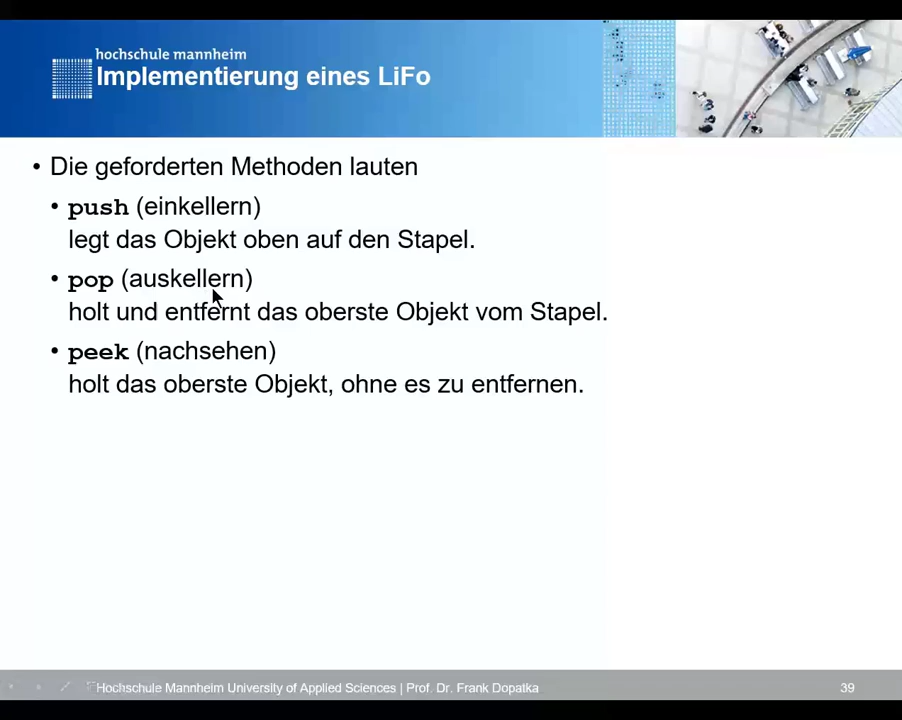 hochschule mannheim
Implementierung eines LiFo
• Die geforderten Methoden lauten
• push (einkellern)
legt das Objekt oben auf den Stapel.
• pop (auskellern)
holt und entfernt das oberste Objekt vom Stapel.
• peek (nachsehen)
holt das oberste Objekt, ohne es zu entfernen.
Hochschule Mannheim University of Applied Sciences | Prof. Dr. Frank Dopatka
39